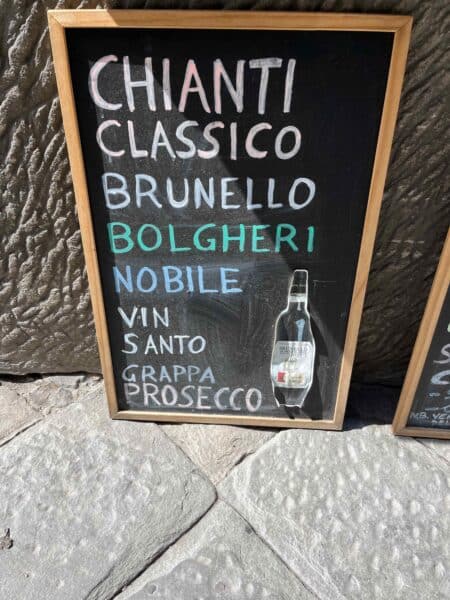 CHIANTI
CLASSICO
BRUNELLO
BOLGHERI
NOBILE
VIN
SANTO
GRAPPA
PROSECCO